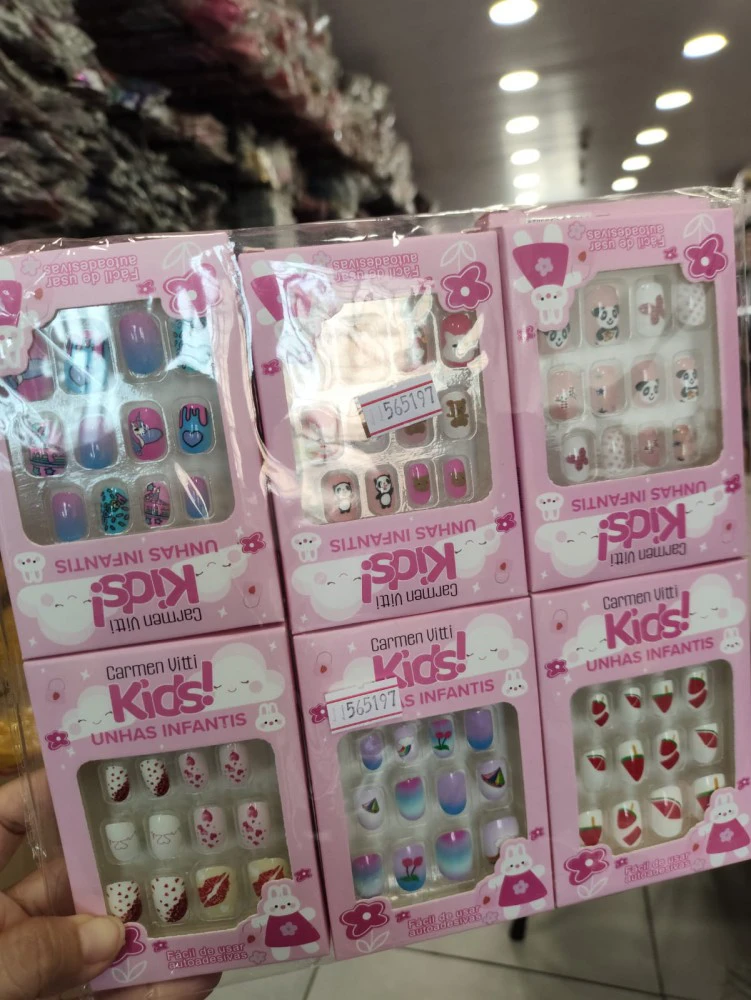 Fácil de usar
autoadesivas
UNHAS INFANTIS
Kids!
Carmen Vitti
Fácil de usar
autoadesivas
565197
UNHAS INFANTIS
Kids!
Carmen Vitti
Fácil de usar
autoadesivas
UNHAS INFANTIS
Kids!
Carmen Vitti
Carmen Vitti
Kids!
UNHAS INFANTIS
Fácil de usar
autoadesivas
Carmen Vitti
Kids!
565197
S INFANTIS
Fácil de usar
autoadesivas
Carmen Vitti
Kids!
UNHAS INFANTIS
Fácil de usar
autoadesivas